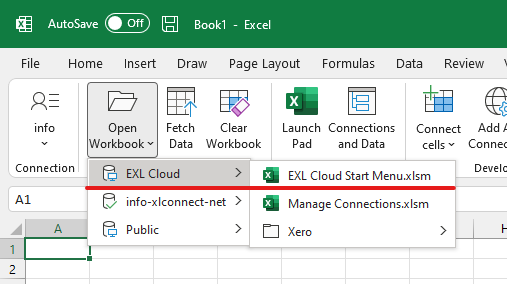 AutoSave Off Book1 - Excel
File Home Insert Draw Page Layout Formulas Data Review
info
Connection
Open
Workbook
Fetch
Data
Clear
Workbook
Launch
Pad
Connections
and Data
Connect
cells
Add A
Conne
Develo
EXL Cloud
info-xlconnect-net
Public
EXL Cloud Start Menu.xlsm
Manage Connections.xlsm
Xero
A1
A
1
2